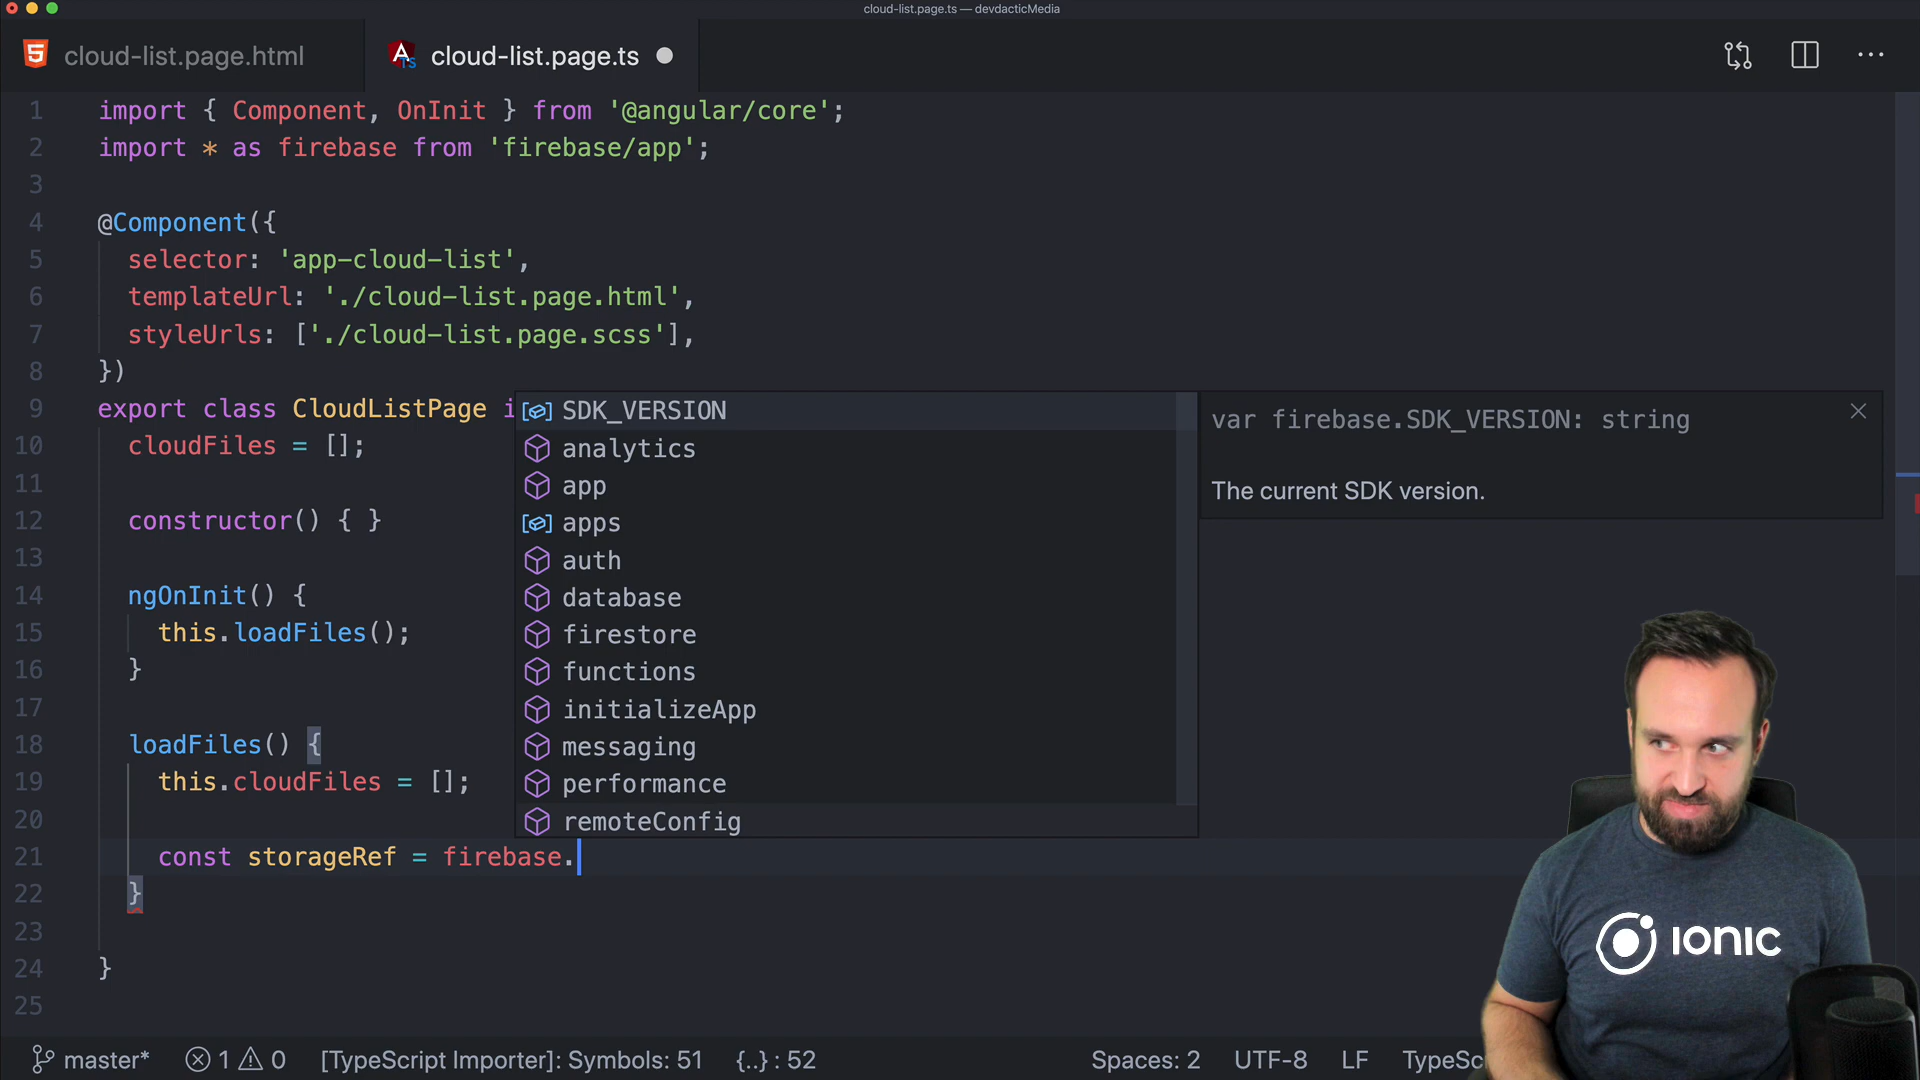 cloud-list.page.ts — devdacticMedia
cloud-list.page.html
cloud-list.page.ts
1 import { Component, OnInit } from '@angular/core';
2 import * as firebase from 'firebase/app';
3
4 @Component({
5 selector: 'app-cloud-list',
6 templateUrl: './cloud-list.page.html',
7 styleUrls: ['./cloud-list.page.scss'],
8 })
9 export class CloudListPage i
10 cloudFiles = [];
11
12 constructor() { }
13
14 ngOnInit() {
15 this.loadFiles();
16 }
17
18 loadFiles() {
19 this.cloudFiles = [];
20
21 const storageRef = firebase.
22 }
23
24 }
25
SDK_VERSION
analytics
app
apps
auth
database
firestore
functions
initializeApp
messaging
performance
remoteConfig
var firebase.SDK_VERSION: string
The current SDK version.
IONIC
master* 1 0 [TypeScript Importer]: Symbols: 51 {..} : 52 Spaces: 2 UTF-8 LF TypeSc